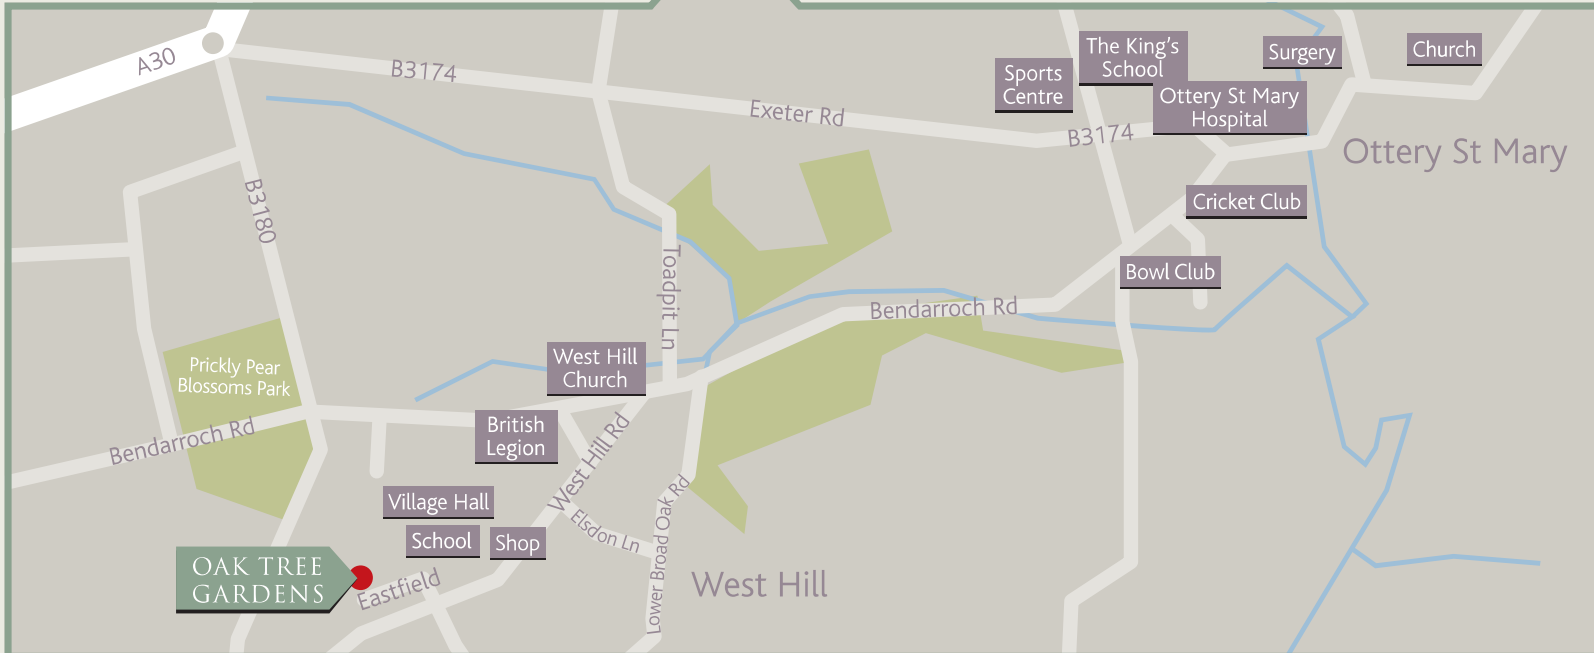 A30
B3174
Exeter Rd
Sports
Centre
The King's
School
Surgery
Church
Ottery St Mary
Hospital
B3174
Ottery St Mary
B3180
Cricket Club
Toadpit Ln
Bowl Club
Bendarroch Rd
Prickly Pear
Blossoms Park
West Hill
Church
Bendarroch Rd
British
Legion
West Hill Rd
Village Hall
School
Shop
Elsdon Ln
Lower Broad Oak Rd
OAK TREE
GARDENS
Eastfield
West Hill